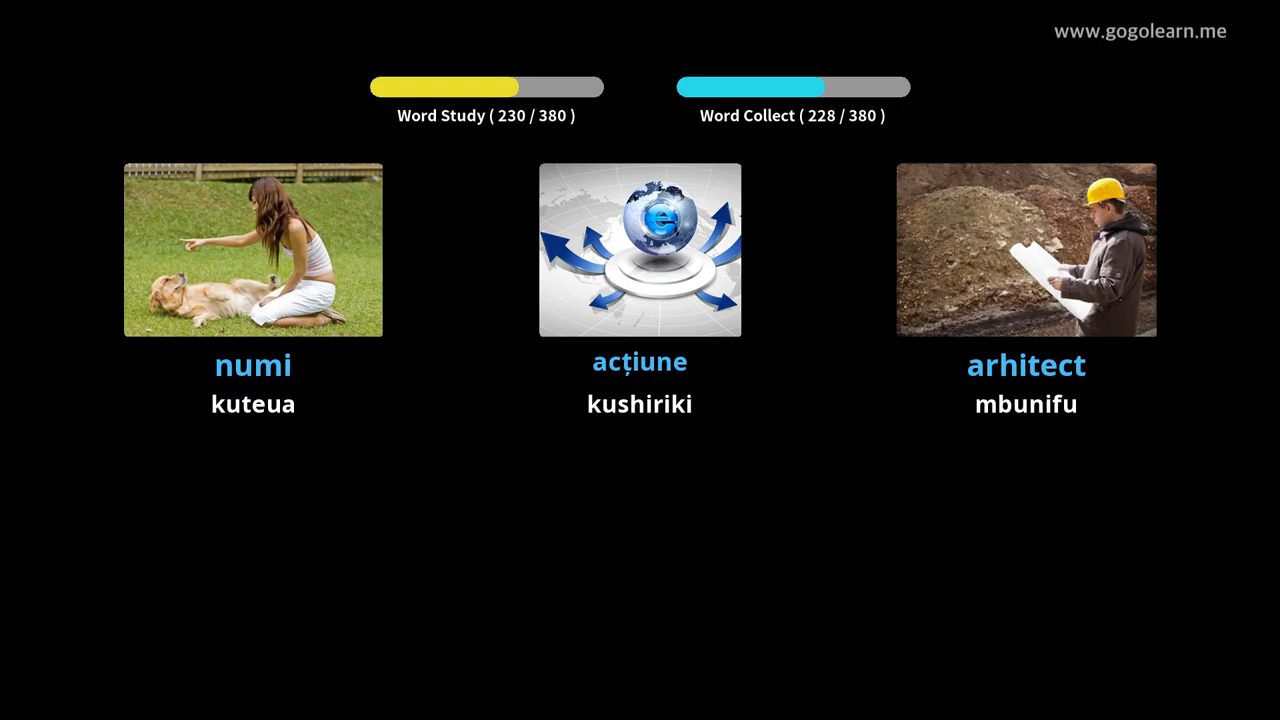 www.gogolearn.me
Word Study ( 230 / 380 )
Word Collect ( 228 / 380 )
e
numi
acțiune
arhitect
kuteua
kushiriki
mbunifu